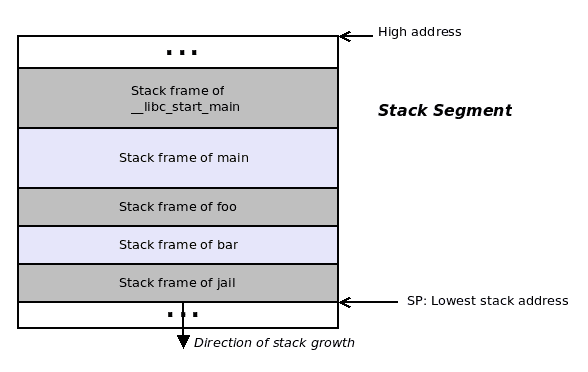 High address
...
Stack frame of
__libc_start_main
Stack Segment
Stack frame of main
Stack frame of foo
Stack frame of bar
Stack frame of jail
SP: Lowest stack address
...
Direction of stack growth